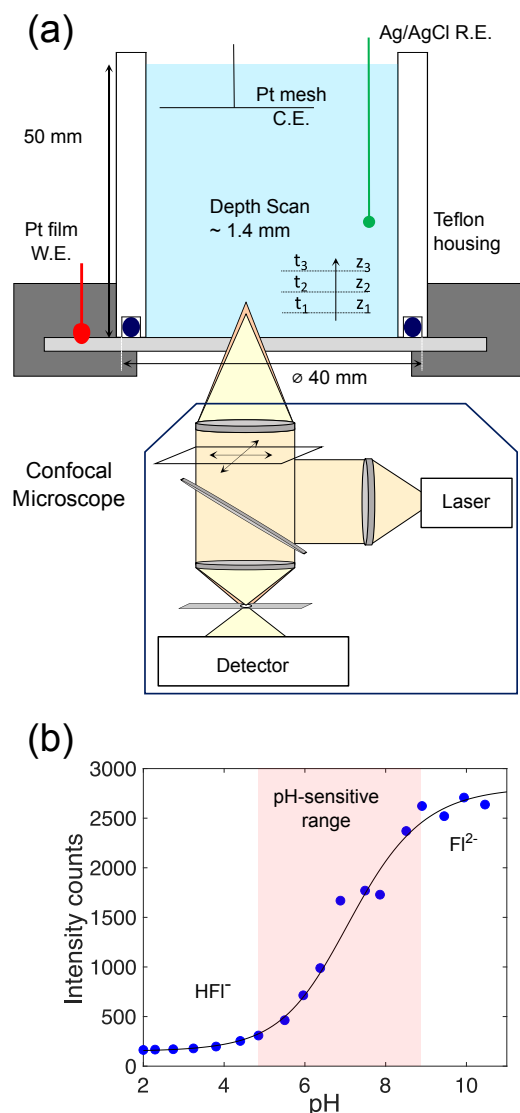 (a)
Ag/AgCl R.E.
Pt mesh
C.E.
50 mm
Depth Scan
~ 1.4 mm
Pt film
W.E.
Teflon
housing
t3 z3
t2 z2
t1 z1
ø 40 mm
Confocal
Microscope
Laser
Detector
(b)
3000
2500
2000
1500
1000
500
0
Intensity counts
pH-sensitive
range
Fl2-
HFl-
2 4 6 8 10
pH